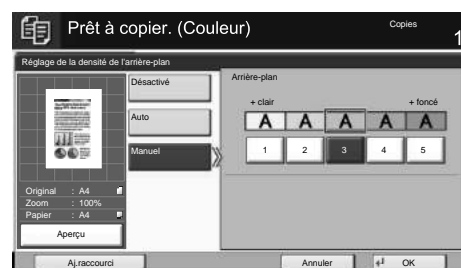 Prêt à copier. (Couleur)
Copies
1
Réglage de la densité de l'arrière-plan
Désactivé
Auto
Manuel
Arrière-plan
+ clair
+ foncé
A A A A A
1 2 3 4 5
Original : A4
Zoom : 100%
Papier : A4
Aperçu
Aj.raccourci
Annuler
OK